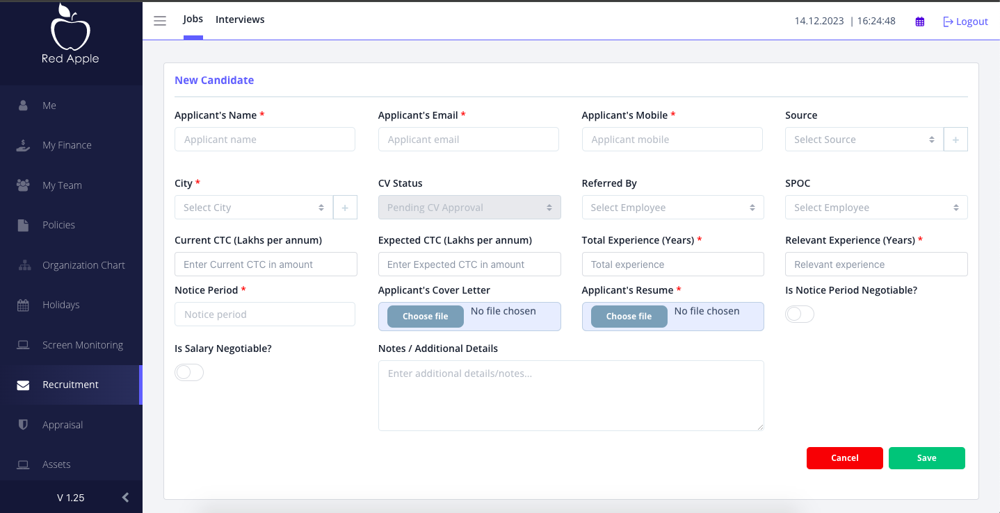 Red Apple
Me
My Finance
My Team
Policies
Organization Chart
Holidays
Screen Monitoring
Recruitment
Appraisal
Assets
V 1.25
Jobs Interviews 14.12.2023 | 16:24:48 Logout
New Candidate
Applicant's Name * Applicant's Email * Applicant's Mobile * Source
Applicant name Applicant email Applicant mobile Select Source +
City * CV Status Referred By SPOC
Select City + Pending CV Approval Select Employee Select Employee
Current CTC (Lakhs per annum) Expected CTC (Lakhs per annum) Total Experience (Years) * Relevant Experience (Years) *
Enter Current CTC in amount Enter Expected CTC in amount Total experience Relevant experience
Notice Period * Applicant's Cover Letter Applicant's Resume * Is Notice Period Negotiable?
Notice period Choose file No file chosen Choose file No file chosen
Is Salary Negotiable? Notes / Additional Details
Enter additional details/notes...
Cancel Save